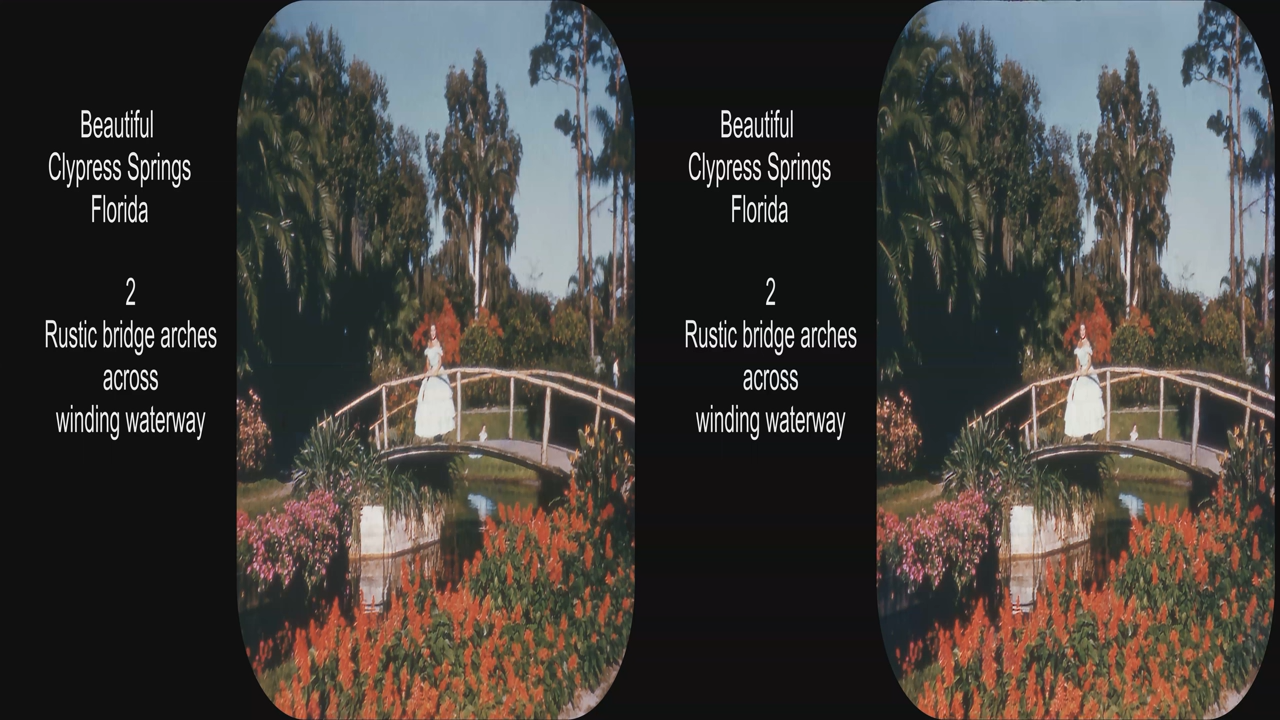 Beautiful
Clypress Springs
Florida
2
Rustic bridge arches
across
winding waterway
Beautiful
Clypress Springs
Florida
2
Rustic bridge arches
across
winding waterway